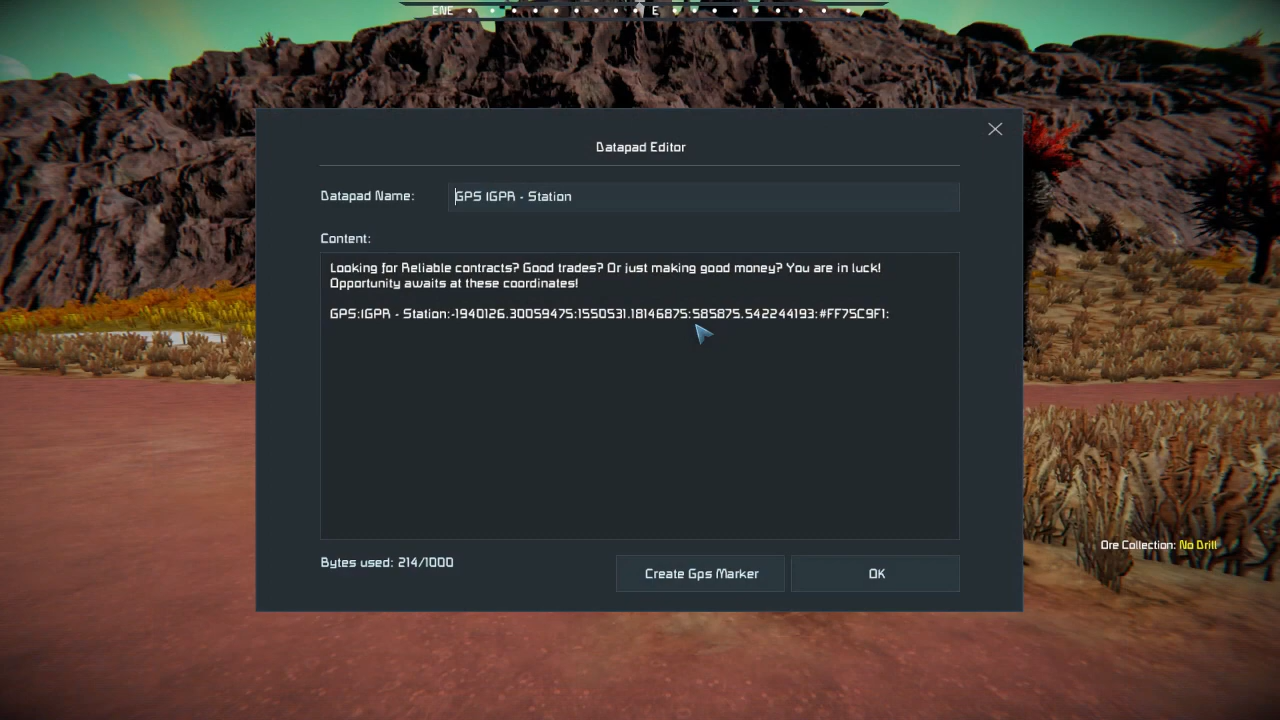 ENE E
Datapad Editor
Datapad Name: GPS IGPR - Station
Content:
Looking for Reliable contracts? Good trades? Or just making good money? You are in luck!
Opportunity awaits at these coordinates!
GPS:IGPR - Station:-1940126.30059475:1550531.18146875:585875.542244193:#FF75C9F1:
Ore Collection: No Drill
Bytes used: 214/1000
Create Gps Marker OK